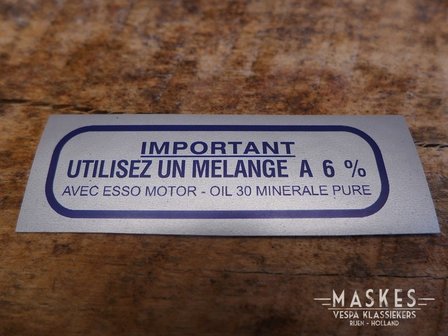 IMPORTANT
UTILISEZ UN MELANGE A 6 %
AVEC ESSO MOTOR - OIL 30 MINERALE PURE
MASKES
VESPA KLASSIEKERS
RIJEN - HOLLAND